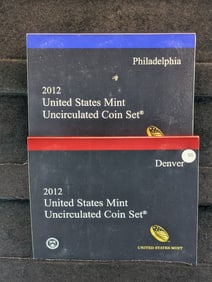 Philadelphia
2012
United States Mint
Uncirculated Coin Set®
Denver
2012
United States Mint
Uncirculated Coin Set®
UNITED STATES MINT